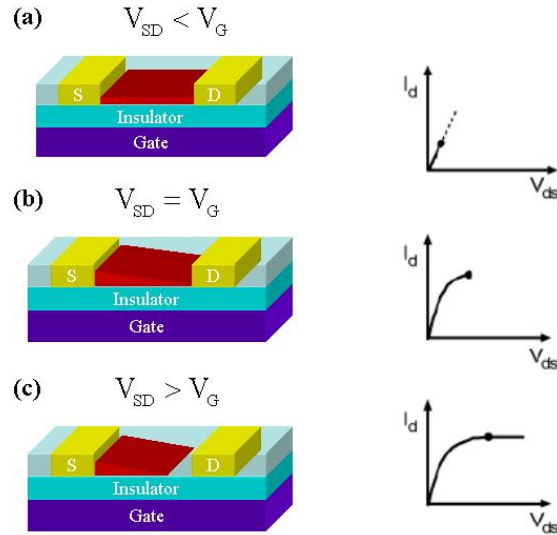 (a) V_SD < V_G
S D
Insulator
Gate
I_d
V_ds
(b) V_SD = V_G
S D
Insulator
Gate
I_d
V_ds
(c) V_SD > V_G
S D
Insulator
Gate
I_d
V_ds